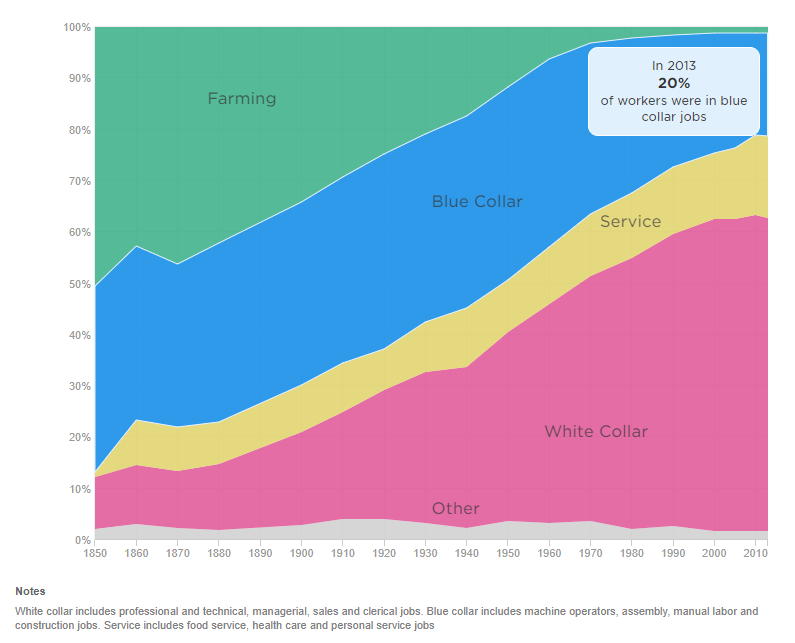 100%
90%
80%
70%
60%
50%
40%
30%
20%
10%
0%
Farming
Blue Collar
Service
White Collar
Other
In 2013
20%
of workers were in blue
collar jobs
1850 1860 1870 1880 1890 1900 1910 1920 1930 1940 1950 1960 1970 1980 1990 2000 2010
Notes
White collar includes professional and technical, managerial, sales and clerical jobs. Blue collar includes machine operators, assembly, manual labor and
construction jobs. Service includes food service, health care and personal service jobs